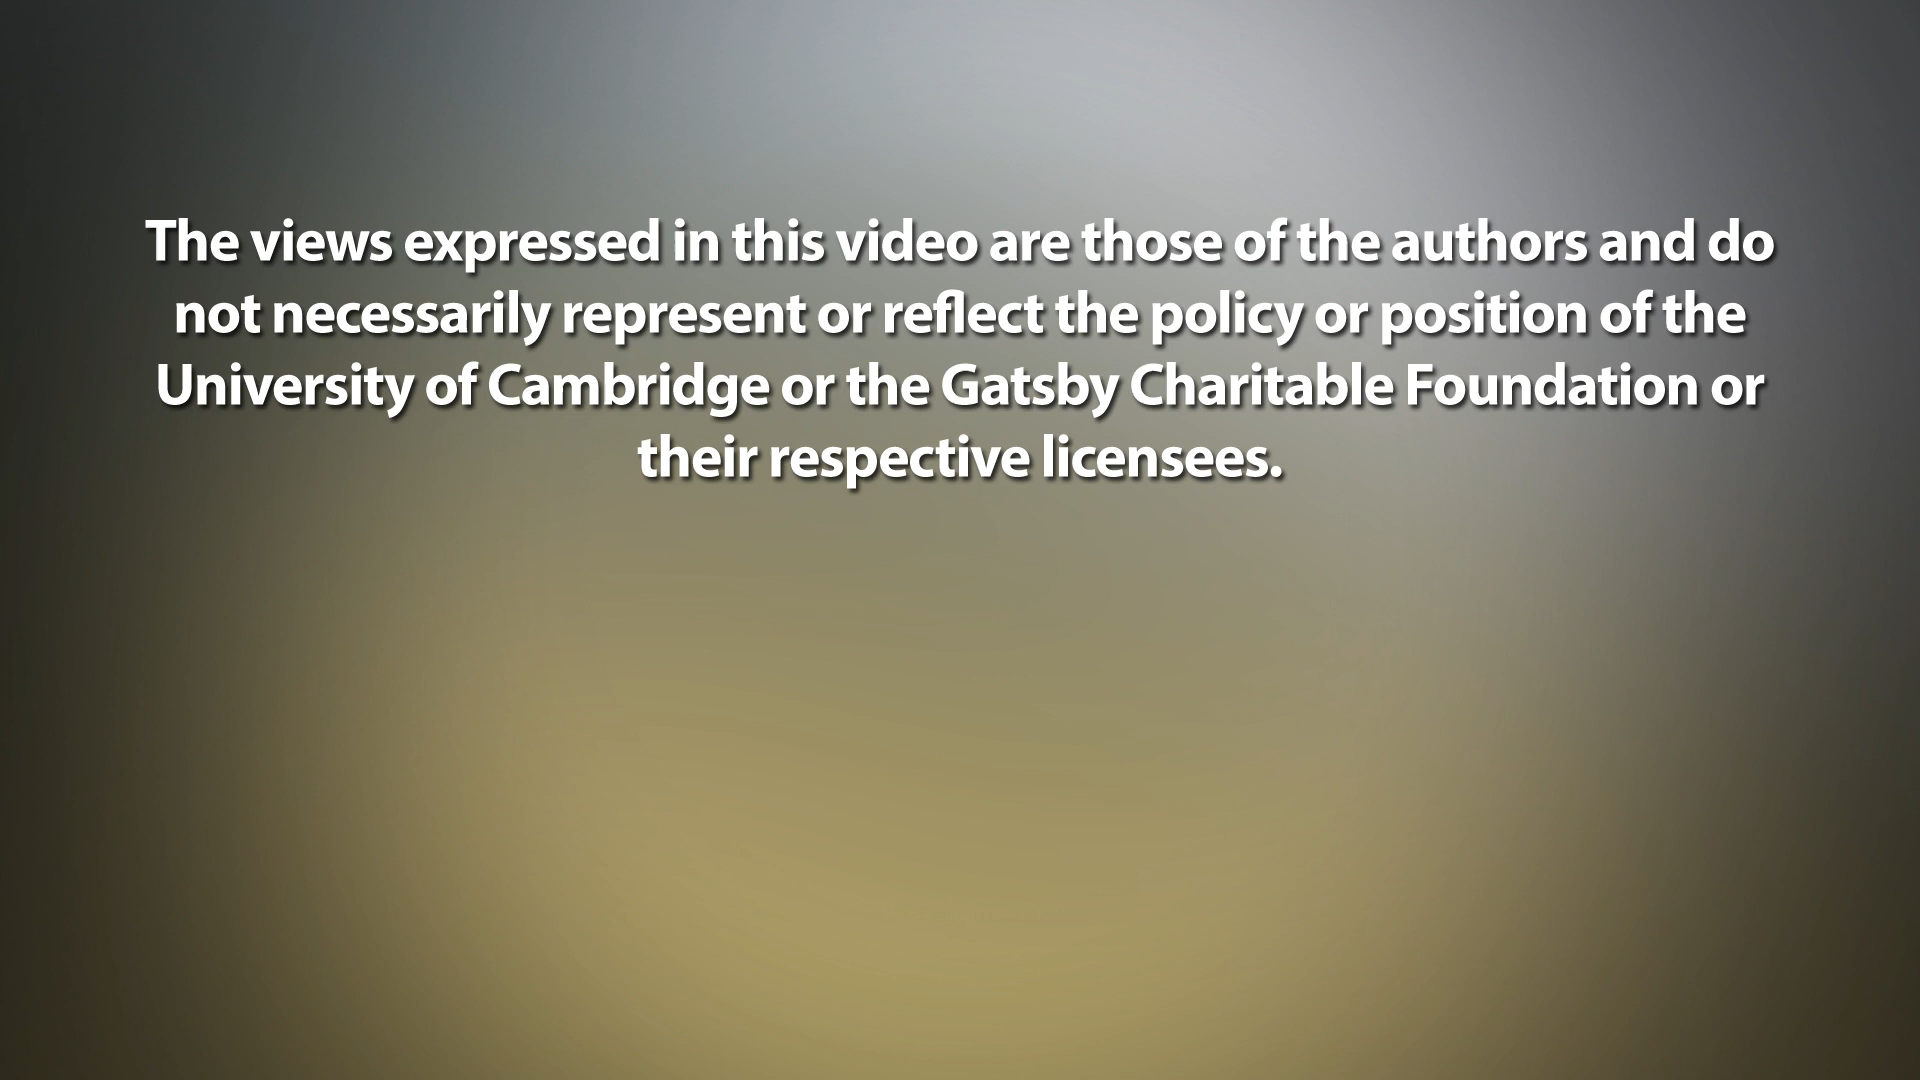 The views expressed in this video are those of the authors and do
not necessarily represent or reflect the policy or position of the
University of Cambridge or the Gatsby Charitable Foundation or
their respective licensees.